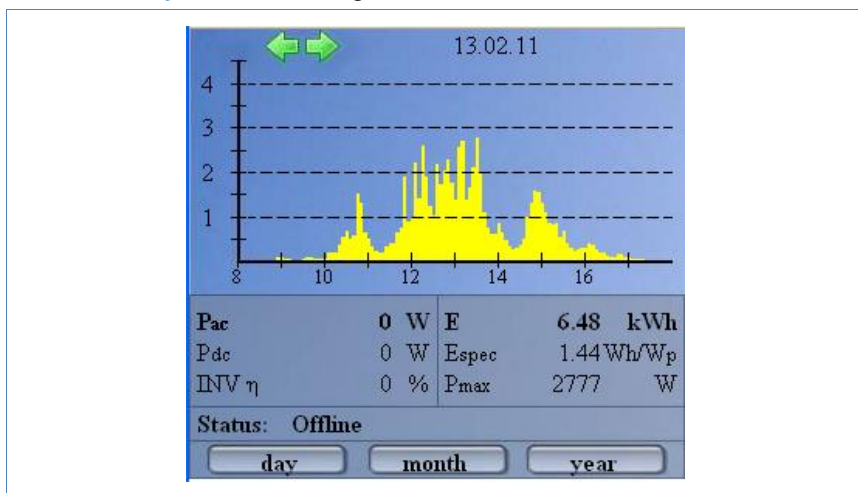 13.02.11
4
3
2
1
8 10 12 14 16
Pac 0 W E 6.48 kWh
Pdc 0 W Espec 1.44 Wh/Wp
INV η 0 % Pmax 2777 W
Status: Offline
day month year